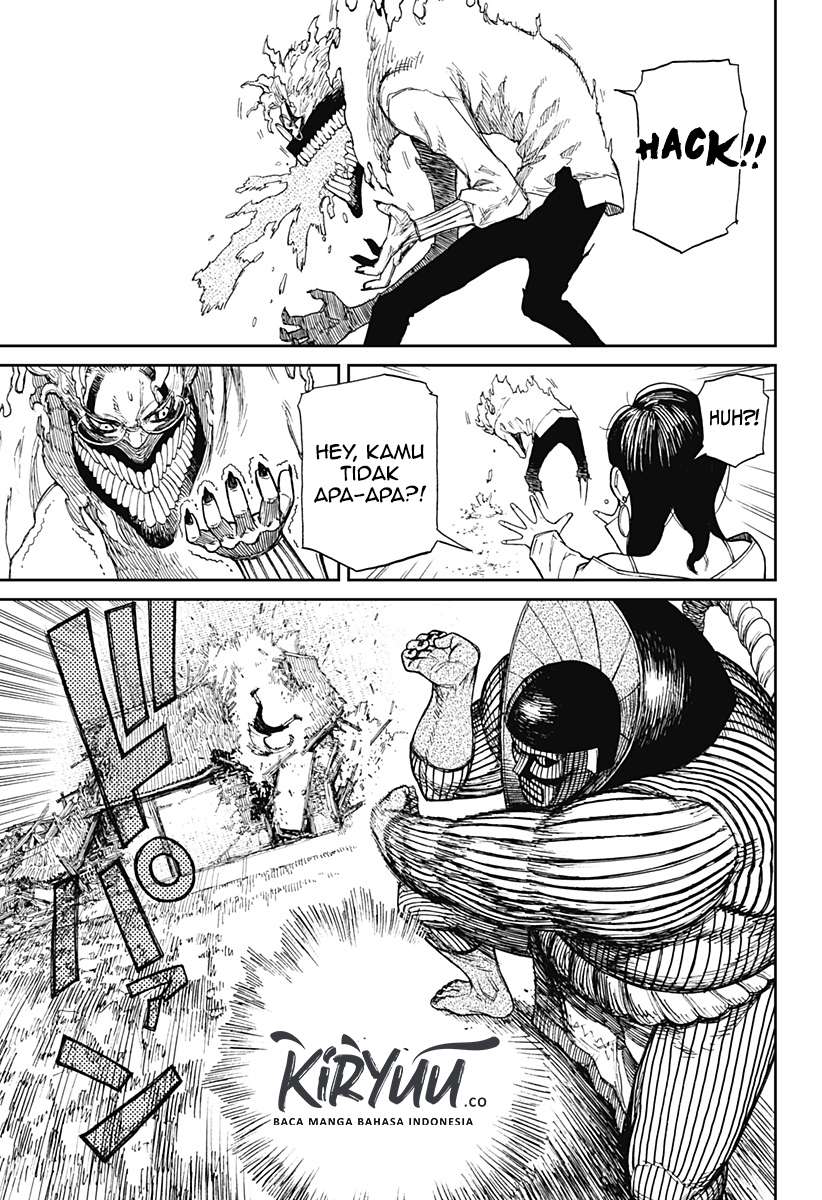 HACK!!
HUH?!
HEY, KAMU
TIDAK
APA-APA?!
KIRYUU.CO
BACA MANGA BAHASA INDONESIA